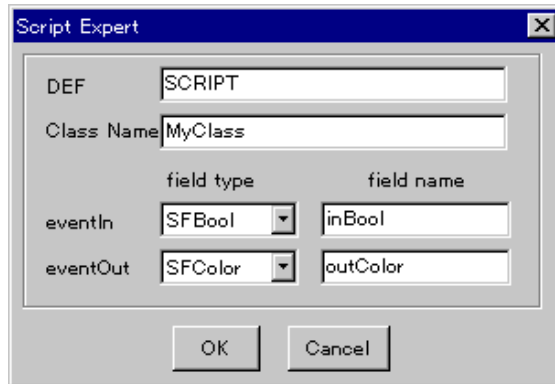 Script Expert
DEF SCRIPT
Class Name MyClass
field type field name
eventIn SFBool inBool
eventOut SFColor outColor
OK Cancel